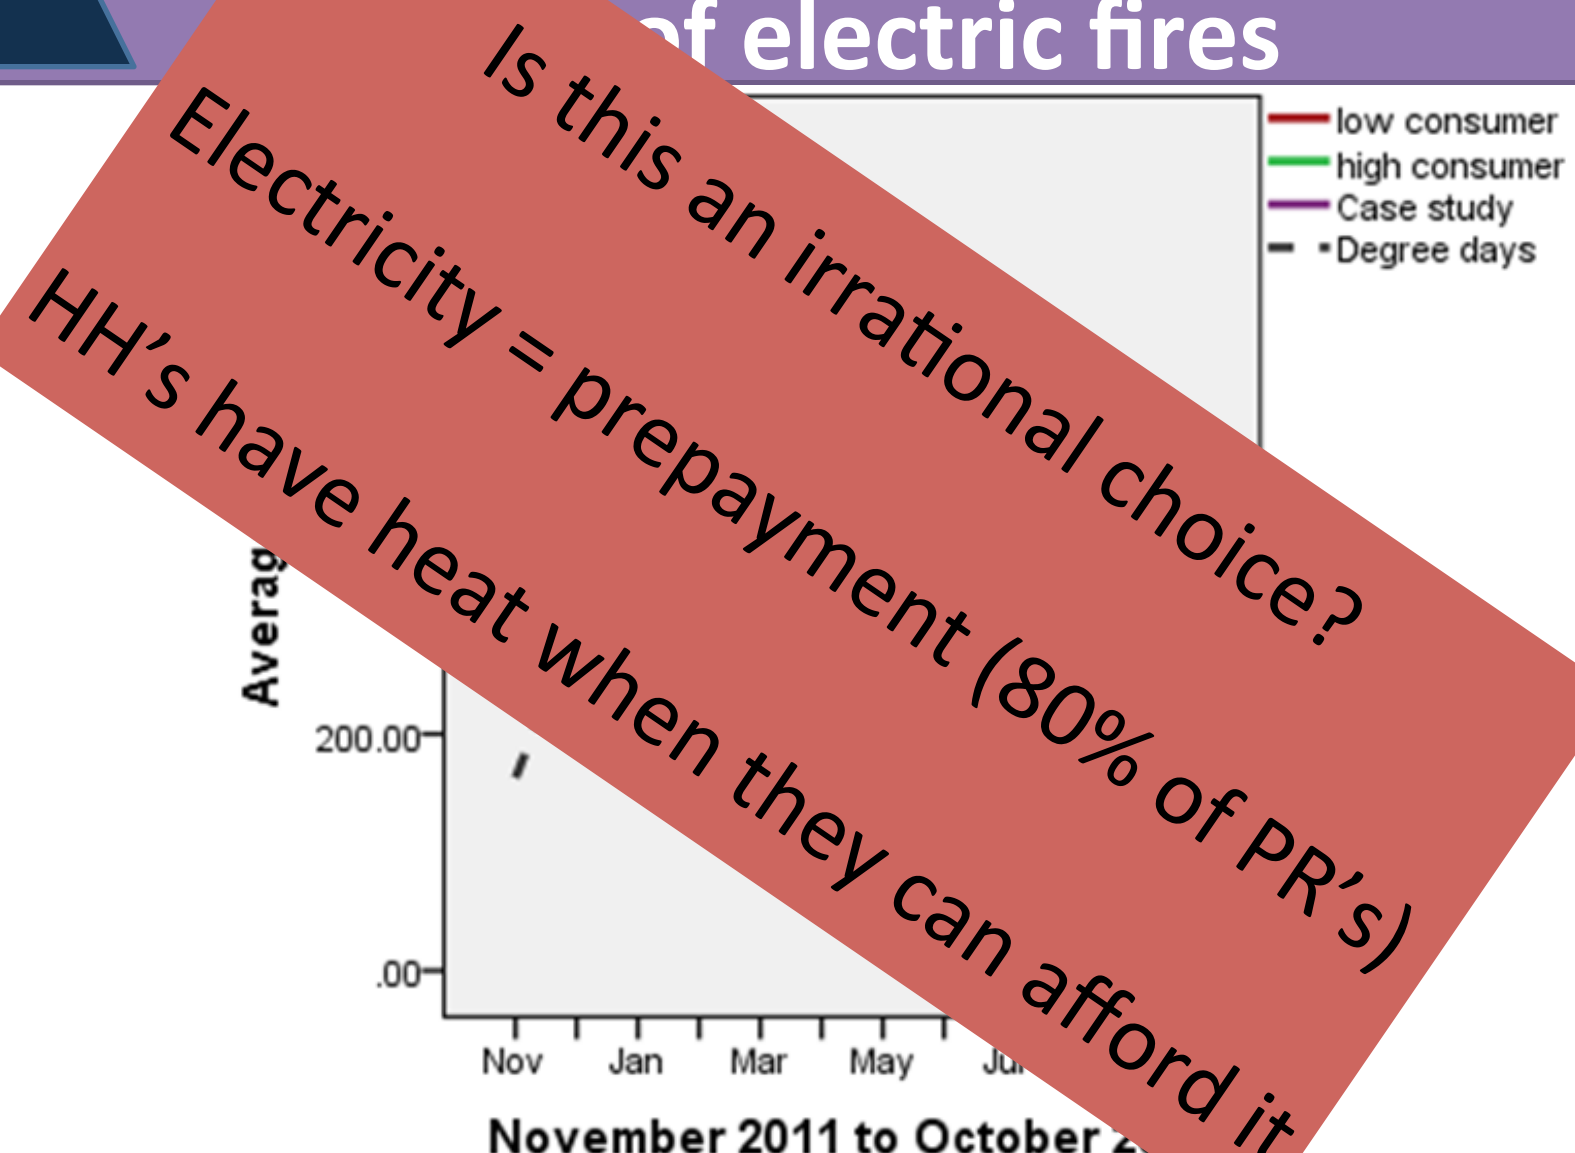 of electric fires
Is this an irrational choice?
Electricity = prepayment (80% of PR's)
HH's have heat when they can afford it
low consumer
high consumer
Case study
Degree days
200.00
.00
Nov Jan Mar May
November 2011 to October